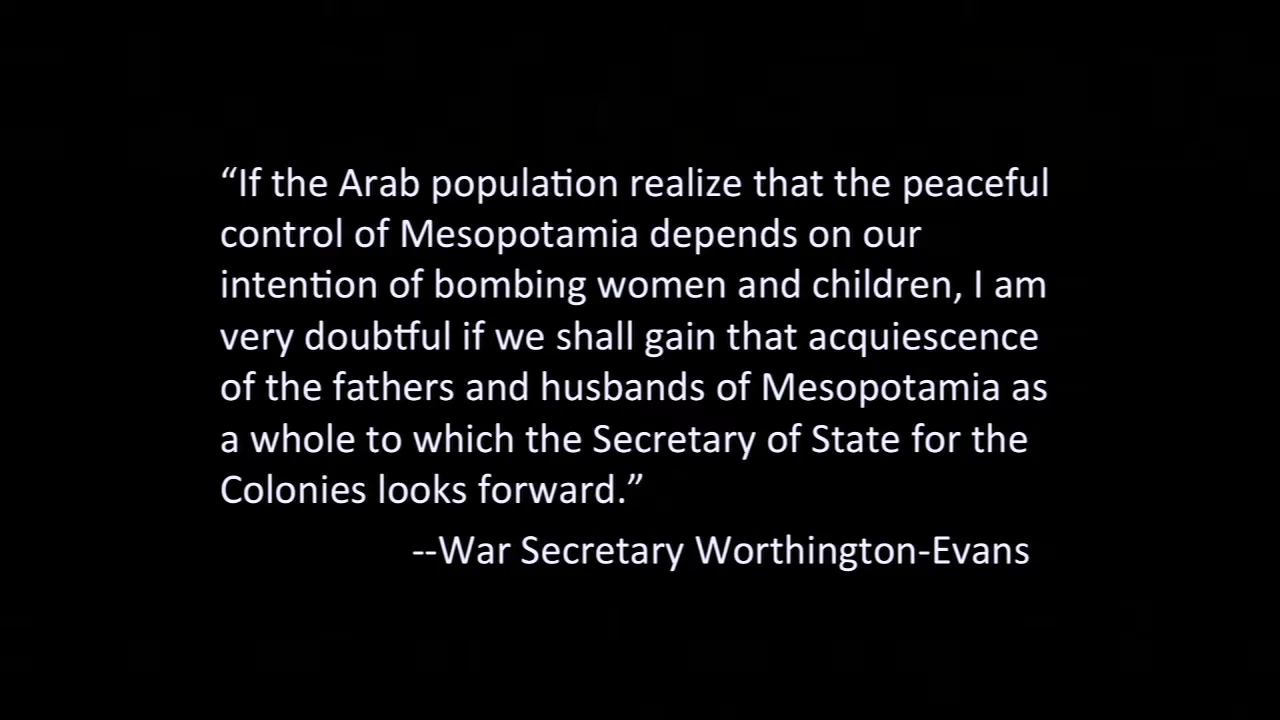 “If the Arab population realize that the peaceful
control of Mesopotamia depends on our
intention of bombing women and children, I am
very doubtful if we shall gain that acquiescence
of the fathers and husbands of Mesopotamia as
a whole to which the Secretary of State for the
Colonies looks forward.”
--War Secretary Worthington-Evans